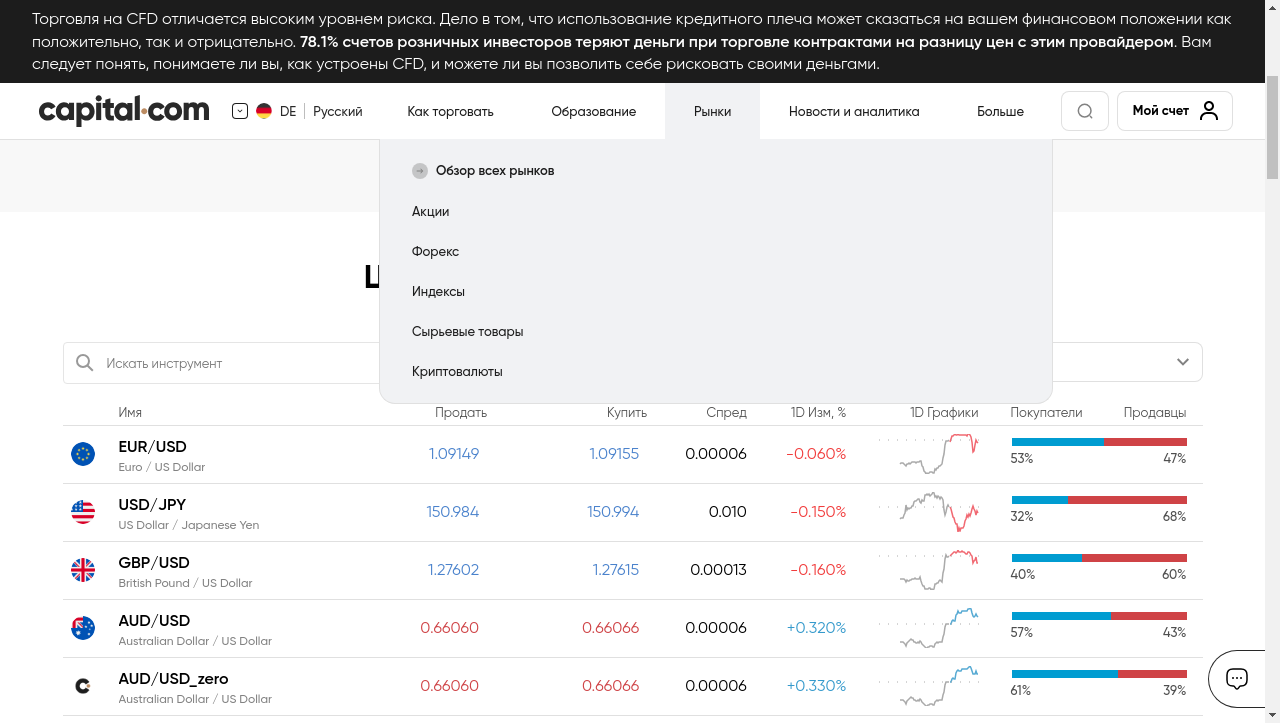 Торговля на CFD отличается высоким уровнем риска. Дело в том, что использование кредитного плеча может сказаться на вашем финансовом положении как
положительно, так и отрицательно. 78.1% счетов розничных инвесторов теряют деньги при торговле контрактами на разницу цен с этим провайдером. Вам
следует понять, понимаете ли вы, как устроены CFD, и можете ли вы позволить себе рисковать своими деньгами.
capital.com DE Русский Как торговать Образование Рынки Новости и аналитика Больше Мой счет
Обзор всех рынков
Акции
Форекс
Индексы
Сырьевые товары
Криптовалюты
Искать инструмент
Имя Продать Купить Спред 1D Изм, % 1D Графики Покупатели Продавцы
EUR/USD 1.09149 1.09155 0.00006 -0.060% 53% 47%
Euro / US Dollar
USD/JPY 150.984 150.994 0.010 -0.150% 32% 68%
US Dollar / Japanese Yen
GBP/USD 1.27602 1.27615 0.00013 -0.160% 40% 60%
British Pound / US Dollar
AUD/USD 0.66060 0.66066 0.00006 +0.320% 57% 43%
Australian Dollar / US Dollar
AUD/USD_zero 0.66060 0.66066 0.00006 +0.330% 61% 39%
Australian Dollar / US Dollar